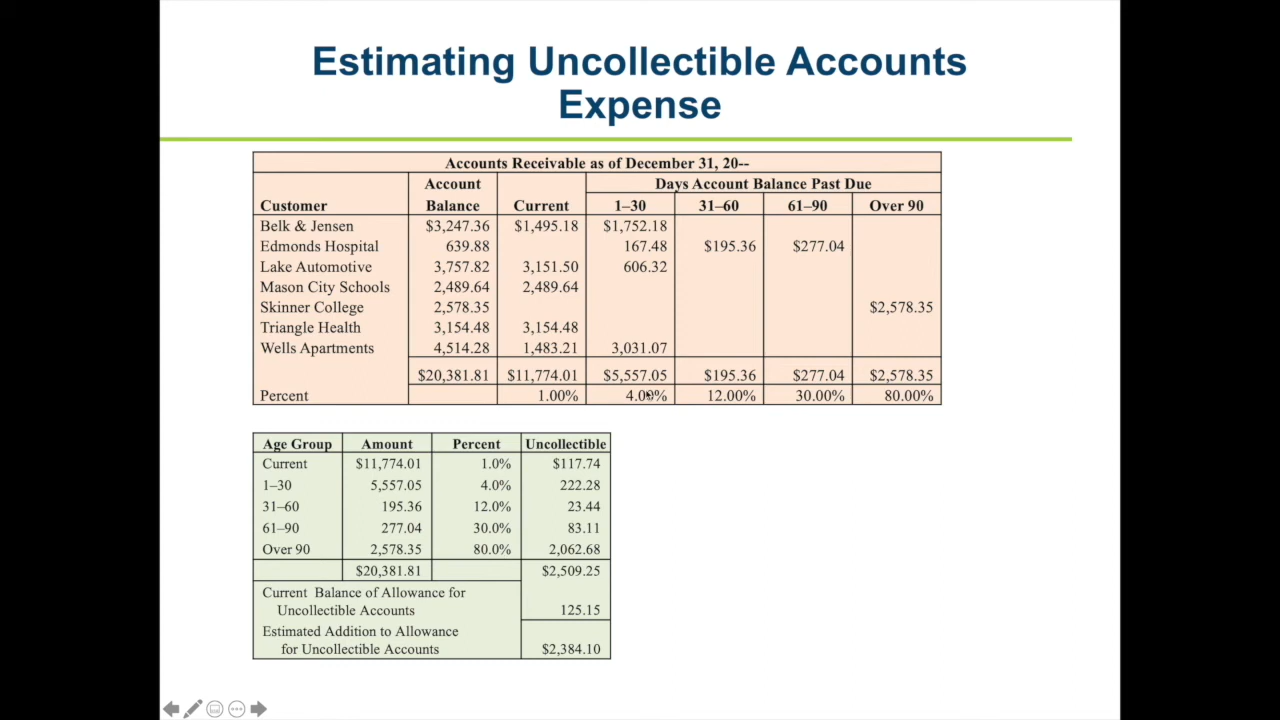 Estimating Uncollectible Accounts
Expense
Accounts Receivable as of December 31, 20--
Account Days Account Balance Past Due
Customer Balance Current 1–30 31–60 61–90 Over 90
Belk & Jensen $3,247.36 $1,495.18 $1,752.18
Edmonds Hospital 639.88 167.48 $195.36 $277.04
Lake Automotive 3,757.82 3,151.50 606.32
Mason City Schools 2,489.64 2,489.64
Skinner College 2,578.35 $2,578.35
Triangle Health 3,154.48 3,154.48
Wells Apartments 4,514.28 1,483.21 3,031.07
$20,381.81 $11,774.01 $5,557.05 $195.36 $277.04 $2,578.35
Percent 1.00% 4.00% 12.00% 30.00% 80.00%
Age Group Amount Percent Uncollectible
Current $11,774.01 1.0% $117.74
1–30 5,557.05 4.0% 222.28
31–60 195.36 12.0% 23.44
61–90 277.04 30.0% 83.11
Over 90 2,578.35 80.0% 2,062.68
$20,381.81 $2,509.25
Current Balance of Allowance for
Uncollectible Accounts 125.15
Estimated Addition to Allowance
for Uncollectible Accounts $2,384.10